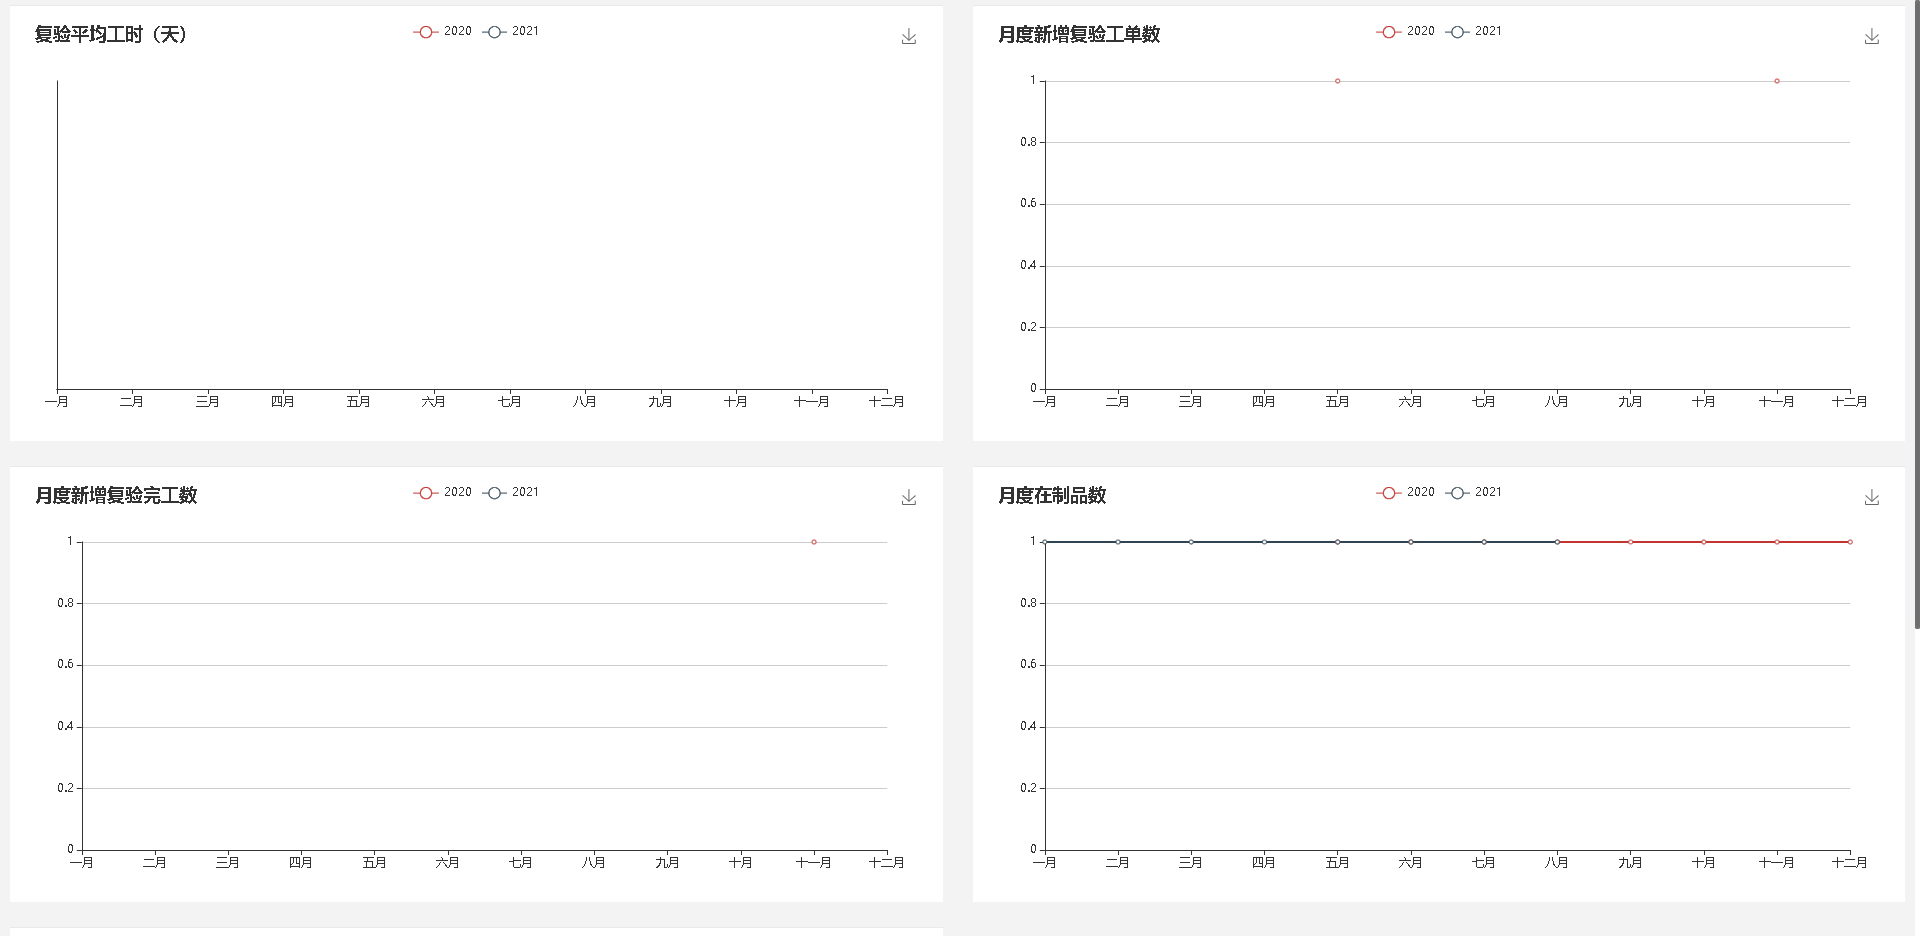 复验平均工时（天）
2020 2021
一月 二月 三月 四月 五月 六月 七月 八月 九月 十月 十一月 十二月
月度新增复验工单数
2020 2021
1
0.8
0.6
0.4
0.2
0
一月 二月 三月 四月 五月 六月 七月 八月 九月 十月 十一月 十二月
月度新增复验完工数
2020 2021
1
0.8
0.6
0.4
0.2
0
一月 二月 三月 四月 五月 六月 七月 八月 九月 十月 十一月 十二月
月度在制品数
2020 2021
1
0.8
0.6
0.4
0.2
0
一月 二月 三月 四月 五月 六月 七月 八月 九月 十月 十一月 十二月